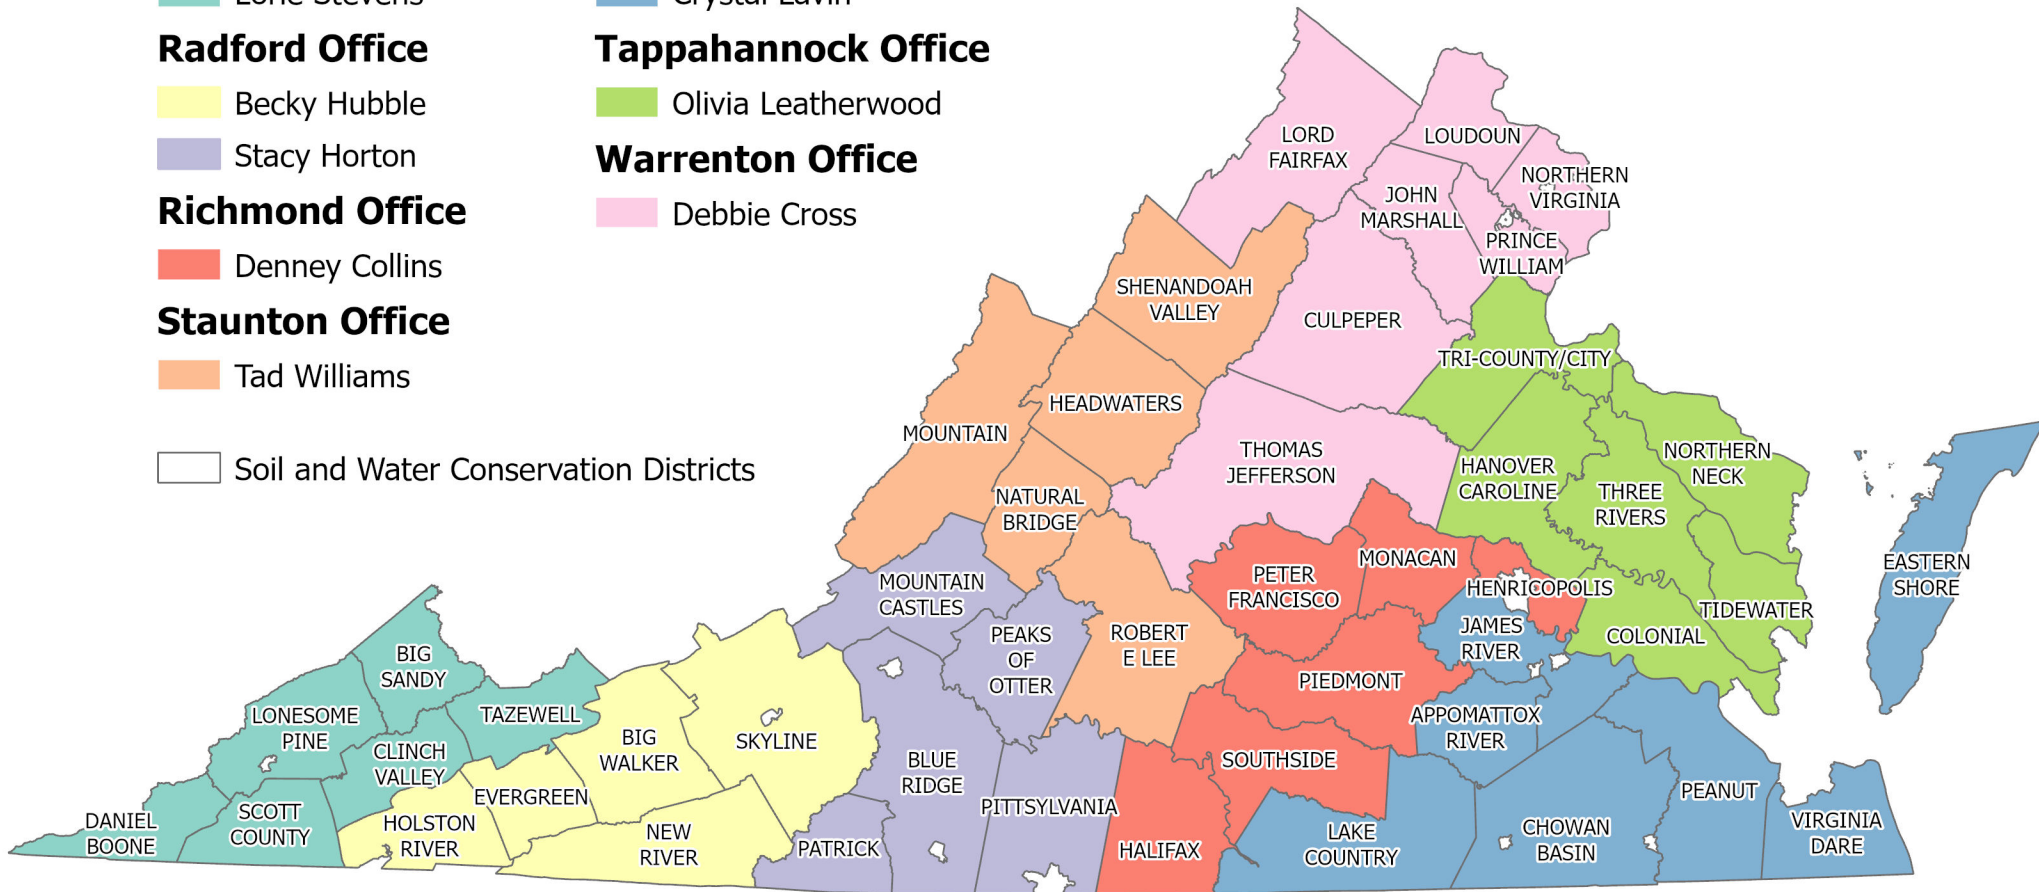 Lorie Stevens
Radford Office
Becky Hubble
Stacy Horton
Richmond Office
Denney Collins
Staunton Office
Tad Williams
Soil and Water Conservation Districts
Crystal Lavin
Tappahannock Office
Olivia Leatherwood
Warrenton Office
Debbie Cross
LORD
FAIRFAX
LOUDOUN
NORTHERN
VIRGINIA
JOHN
MARSHALL
PRINCE
WILLIAM
SHENANDOAH
VALLEY
CULPEPER
TRI-COUNTY/CITY
HEADWATERS
MOUNTAIN
THOMAS
JEFFERSON
HANOVER
CAROLINE
NORTHERN
NECK
THREE
RIVERS
NATURAL
BRIDGE
MONACAN
PETER
FRANCISCO
HENRICOPOLIS
EASTERN
SHORE
MOUNTAIN
CASTLES
TIDEWATER
COLONIAL
JAMES
RIVER
PEAKS
OF
OTTER
ROBERT
E LEE
BIG
SANDY
PIEDMONT
LONESOME
PINE
TAZEWELL
APPOMATTOX
RIVER
BIG
WALKER
SKYLINE
CLINCH
VALLEY
BLUE
RIDGE
SOUTHSIDE
EVERGREEN
PITTSYLVANIA
PEANUT
DANIEL
BOONE
SCOTT
COUNTY
HOLSTON
RIVER
NEW
RIVER
PATRICK
HALIFAX
LAKE
COUNTRY
CHOWAN
BASIN
VIRGINIA
DARE